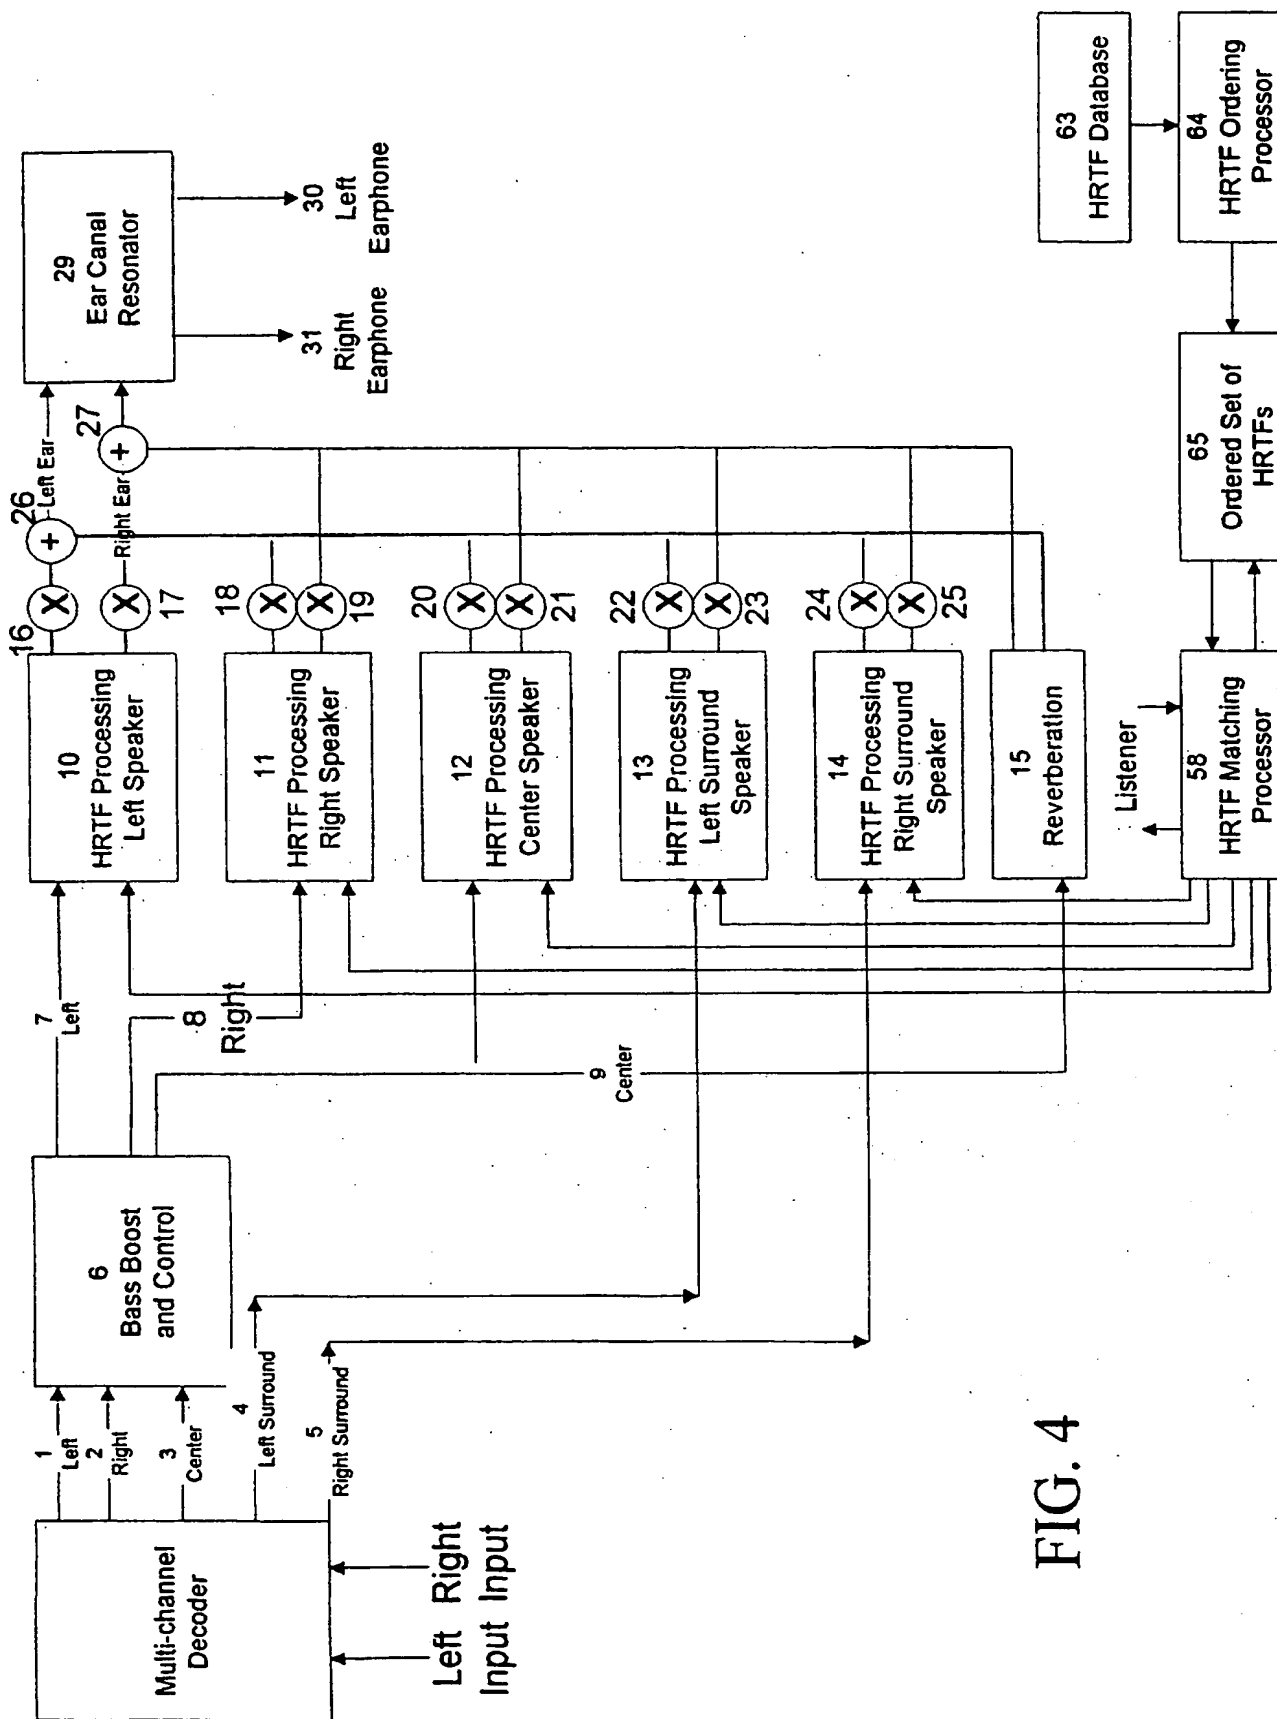 Multi-channel
Decoder
Left
Input
Right
Input
1
Left
2
Right
3
Center
4
Left Surround
5
Right Surround
6
Bass Boost
and Control
7
Left
8
Right
9
Center
10
HRTF Processing
Left Speaker
11
HRTF Processing
Right Speaker
12
HRTF Processing
Center Speaker
13
HRTF Processing
Left Surround
Speaker
14
HRTF Processing
Right Surround
Speaker
15
Reverberation
16
X
17
X
18
X
19
X
20
X
21
X
22
X
23
X
24
X
25
X
26
+
Left Ear
27
+
Right Ear
29
Ear Canal
Resonator
30
Left
Earphone
31
Right
Earphone
Listener
58
HRTF Matching
Processor
65
Ordered Set of
HRTFs
63
HRTF Database
64
HRTF Ordering
Processor
FIG. 4